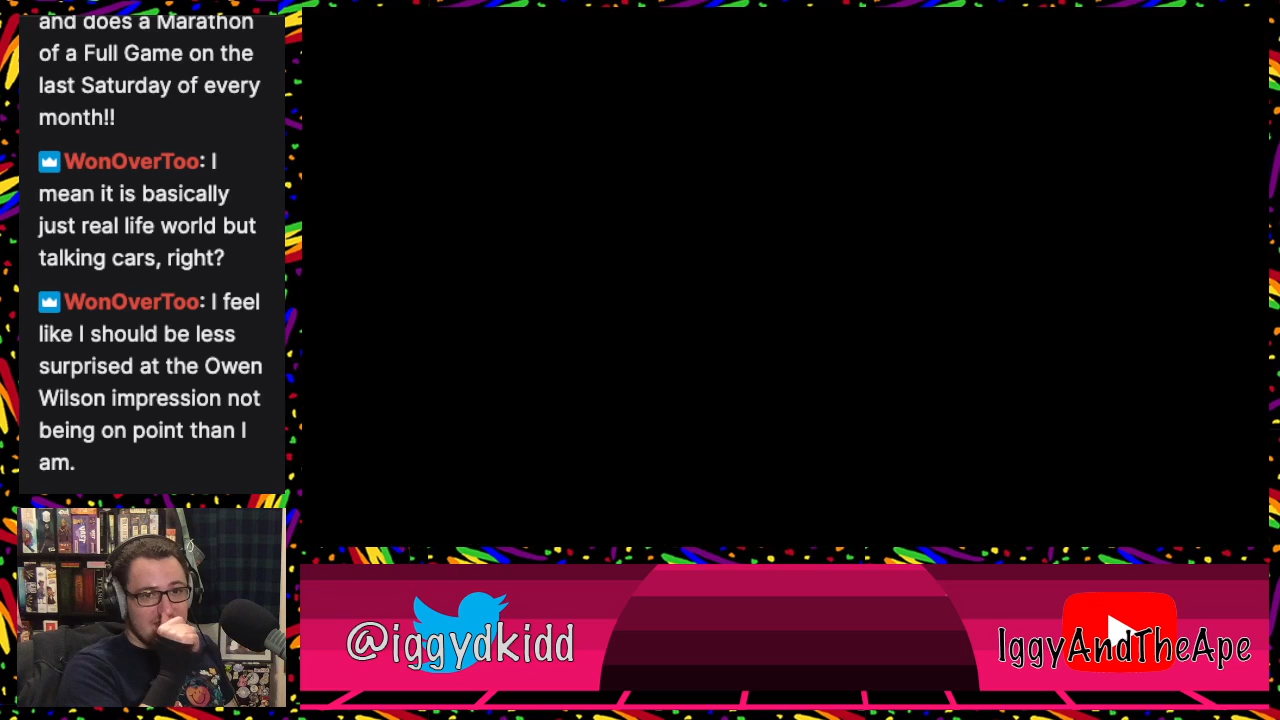 and does a Marathon
of a Full Game on the
last Saturday of every
month!!
WonOverToo: I
mean it is basically
just real life world but
talking cars, right?
WonOverToo: I feel
like I should be less
surprised at the Owen
Wilson impression not
being on point than I
am.
@iggydkidd
IggyAndTheApe